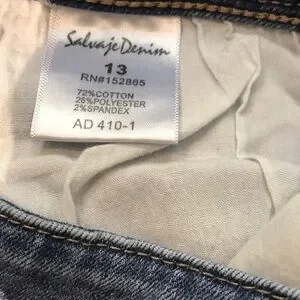 Salvaje Denim
13
RN#152865
72%COTTON
26%POLYESTER
2%SPANDEX
AD 410-1